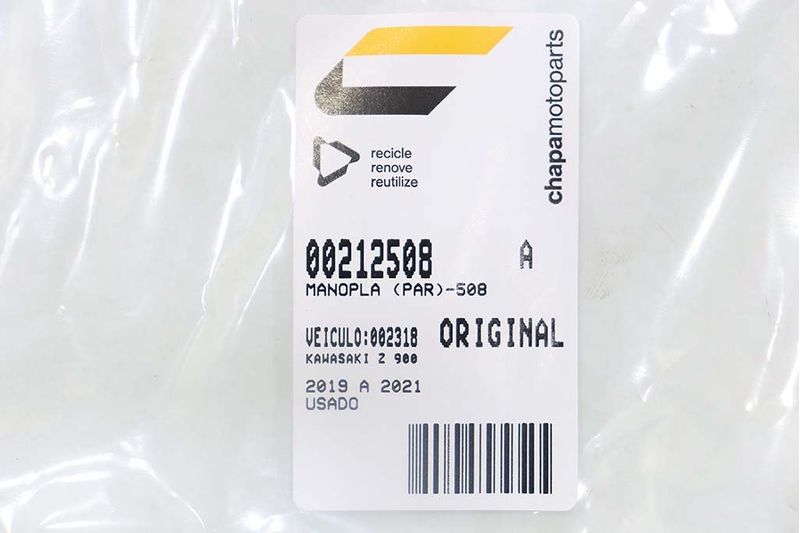 chapamotoparts
recicle
renove
reutilize
00212508 A
MANOPLA (PAR)-508
VEICULO:002318 ORIGINAL
KAWASAKI Z 900
2019 A 2021
USADO